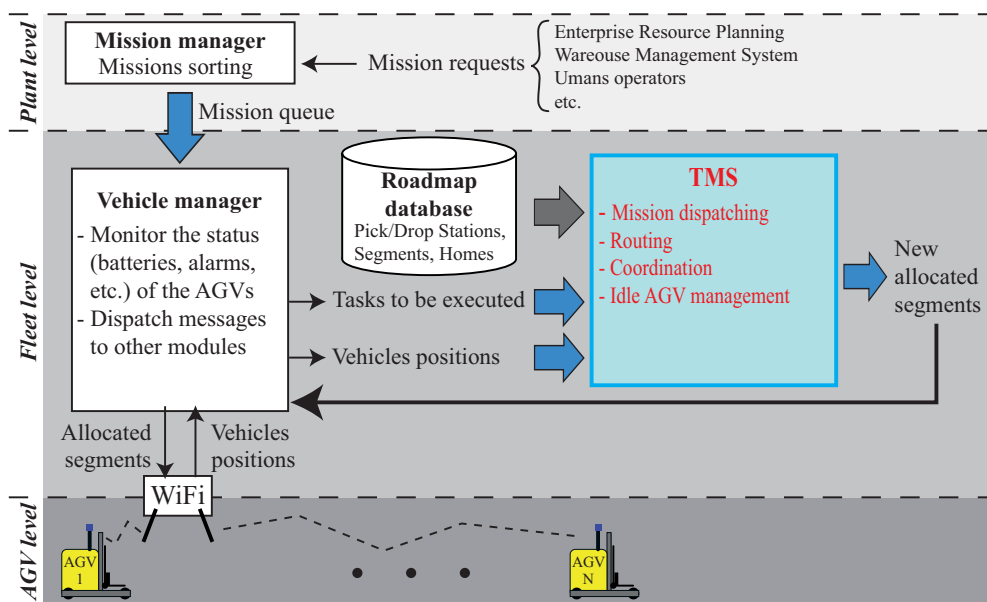 Plant level
Mission manager
Missions sorting
Mission requests
Enterprise Resource Planning
Wareouse Management System
Umans operators
etc.
Mission queue
Fleet level
Vehicle manager
- Monitor the status
(batteries, alarms,
etc.) of the AGVs
- Dispatch messages
to other modules
Roadmap
database
Pick/Drop Stations,
Segments, Homes
Tasks to be executed
Vehicles positions
TMS
- Mission dispatching
- Routing
- Coordination
- Idle AGV management
New
allocated
segments
Allocated
segments
Vehicles
positions
WiFi
AGV level
AGV
1
AGV
N